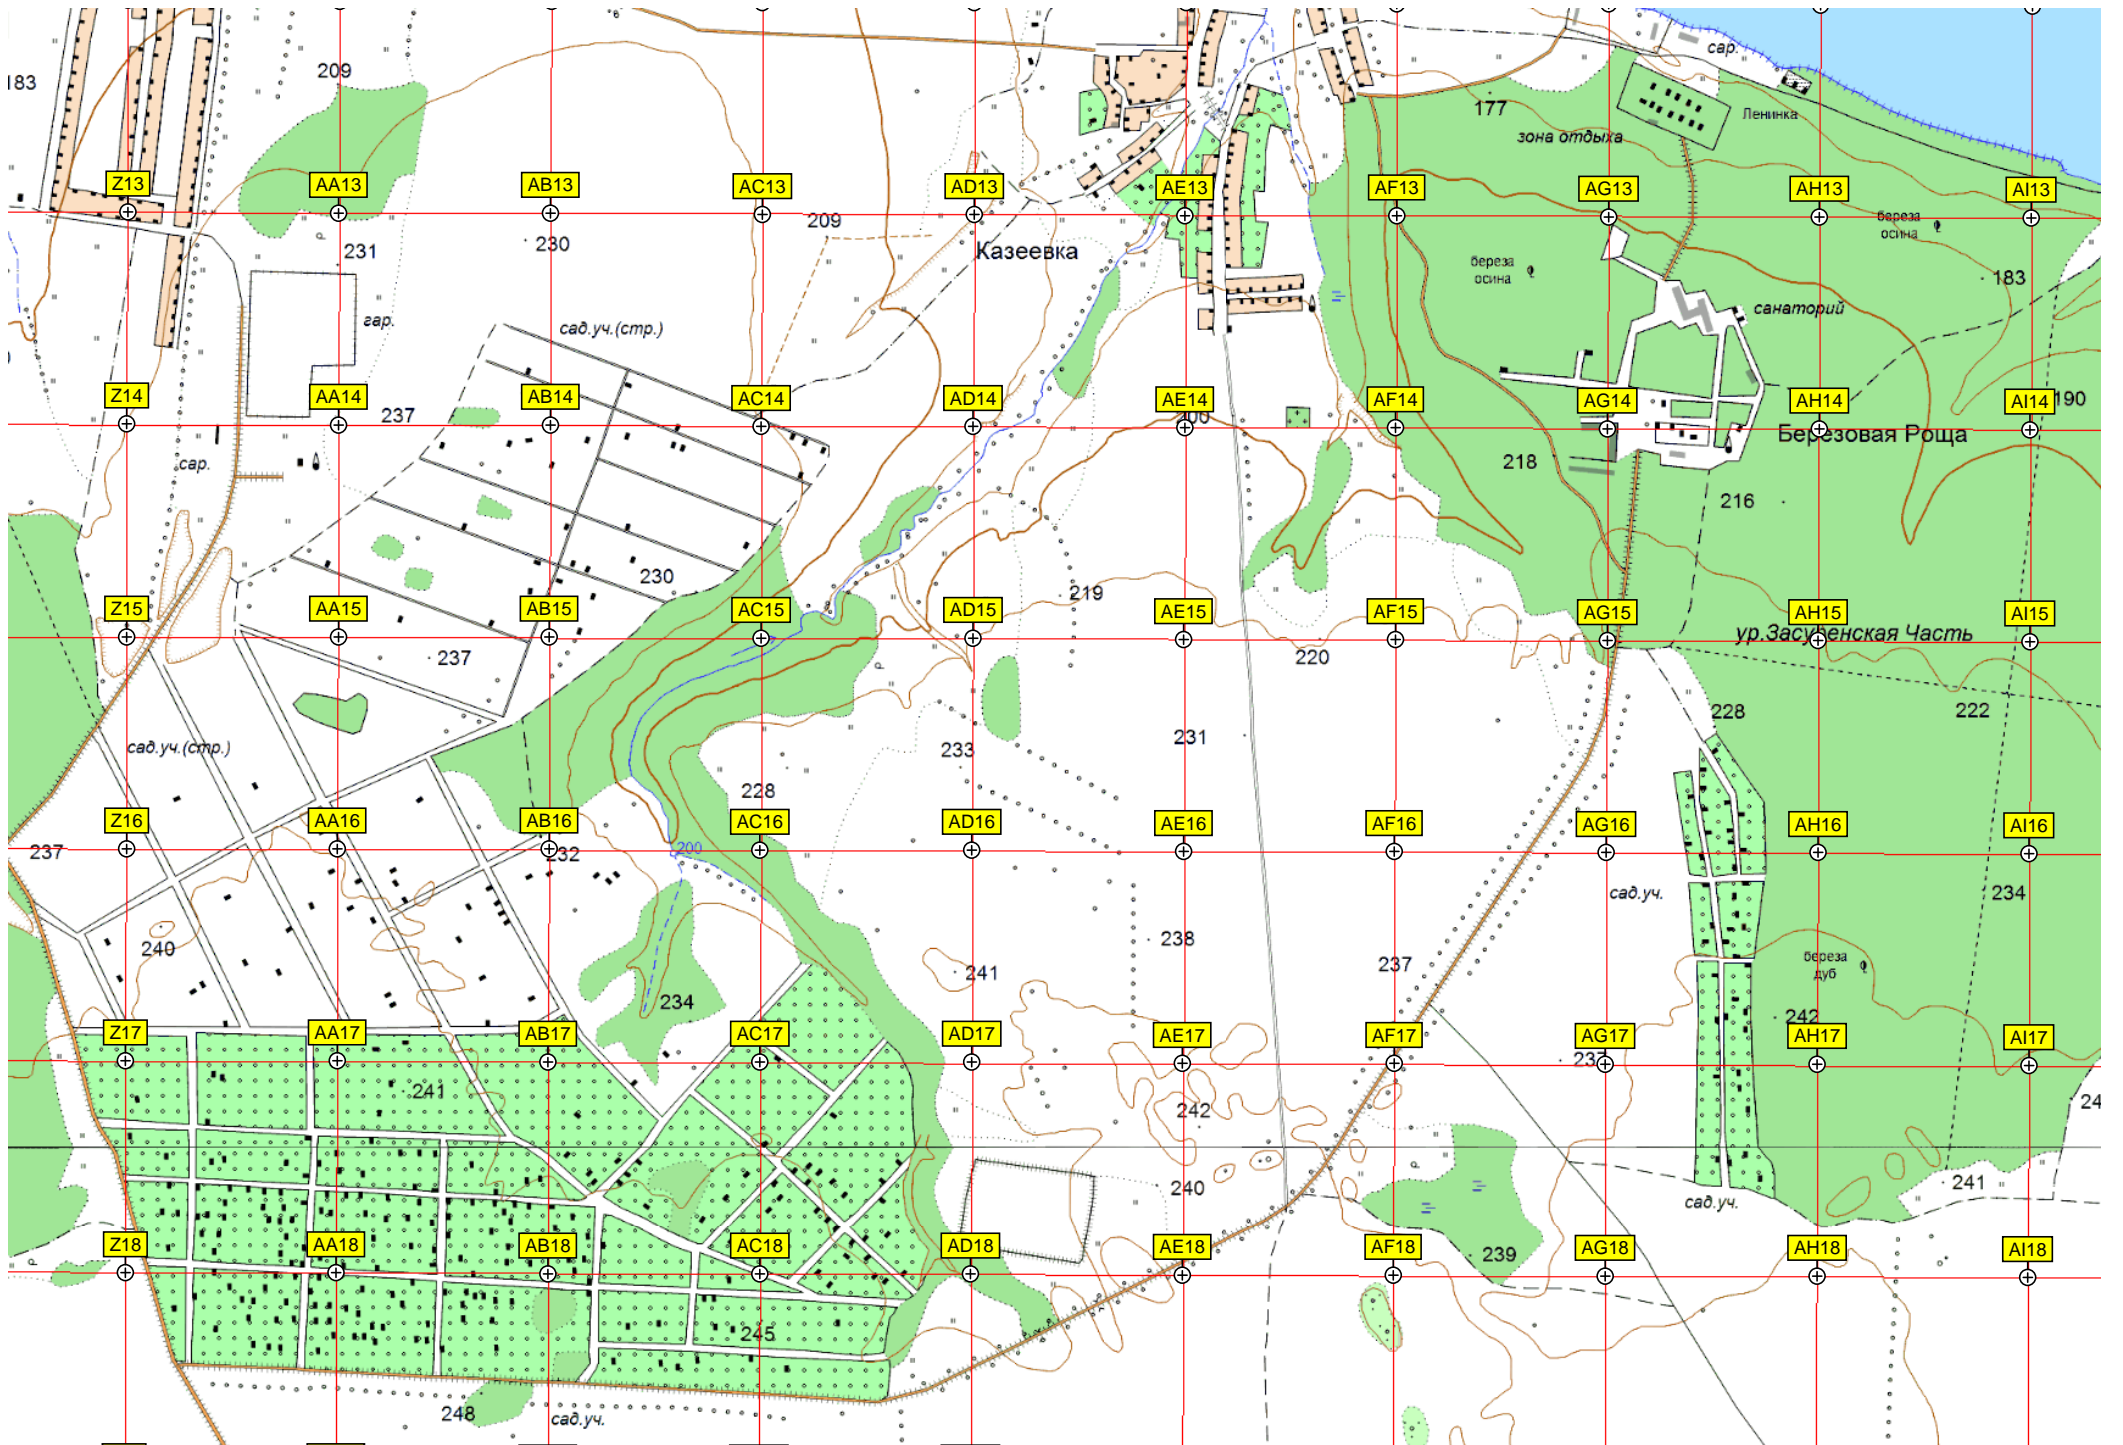 сар.
209
183
177
Ленинка
зона отдыха
Z13
AA13
AB13
AC13
AD13
AE13
AF13
AG13
AH13
AI13
209
береза
осина
231
230
Казеевка
береза
осина
183
санаторий
гар.
сад.уч.(стр.)
Z14
AA14
AB14
AC14
AD14
AE14
AF14
AG14
AH14
AI14
190
237
Березовая Роща
сар.
218
216
230
219
Z15
AA15
AB15
AC15
AD15
AE15
AF15
AG15
AH15
AI15
ур.Засуренская Часть
237
220
228
222
сад.уч.(стр.)
233
231
228
Z16
AA16
AB16
AC16
AD16
AE16
AF16
AG16
AH16
AI16
237
232
200
сад.уч.
234
240
238
237
береза
дуб
241
234
242
Z17
AA17
AB17
AC17
AD17
AE17
AF17
AG17
AH17
AI17
241
242
240
241
сад.уч.
Z18
AA18
AB18
AC18
AD18
AE18
AF18
AG18
AH18
AI18
239
245
248
сад.уч.